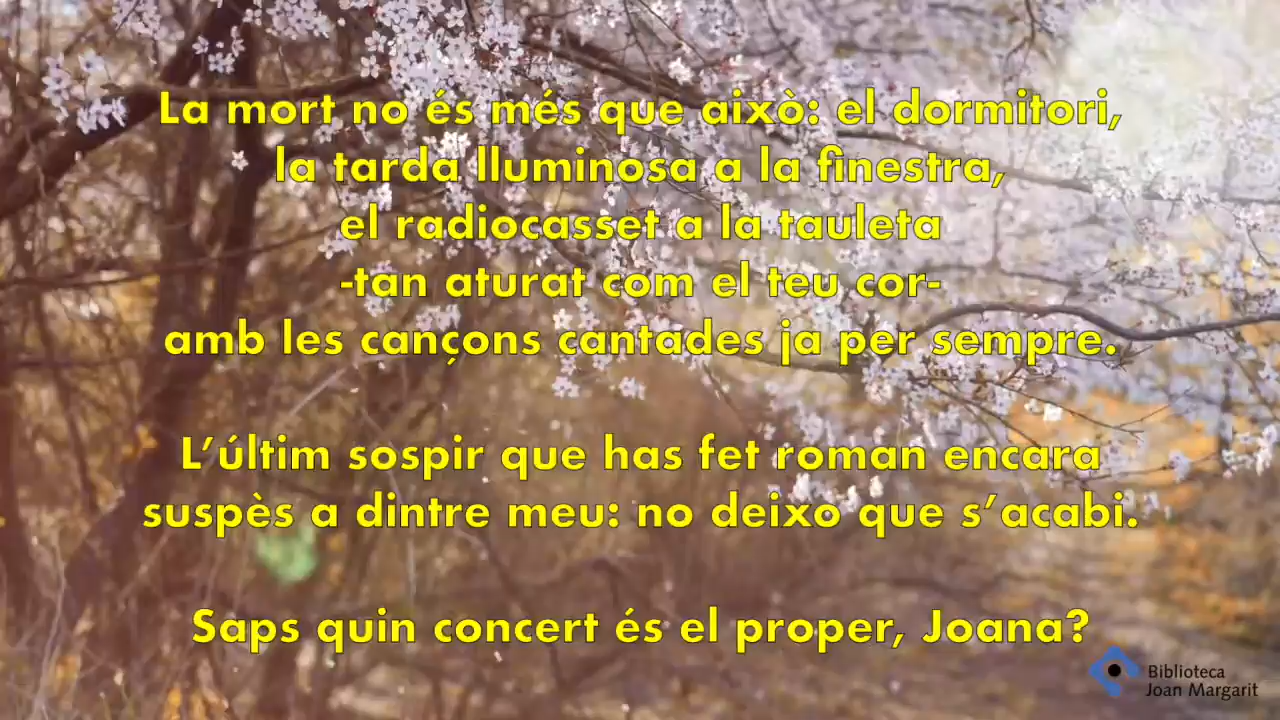 La mort no és més que això: el dormitori,
la tarda lluminosa a la finestra,
el radiocasset a la tauleta
-tan aturat com el teu cor-
amb les cançons cantades ja per sempre.
L’últim sospir que has fet roman encara
suspès a dintre meu: no deixo que s’acabi.
Saps quin concert és el proper, Joana?
Biblioteca
Joan Margarit